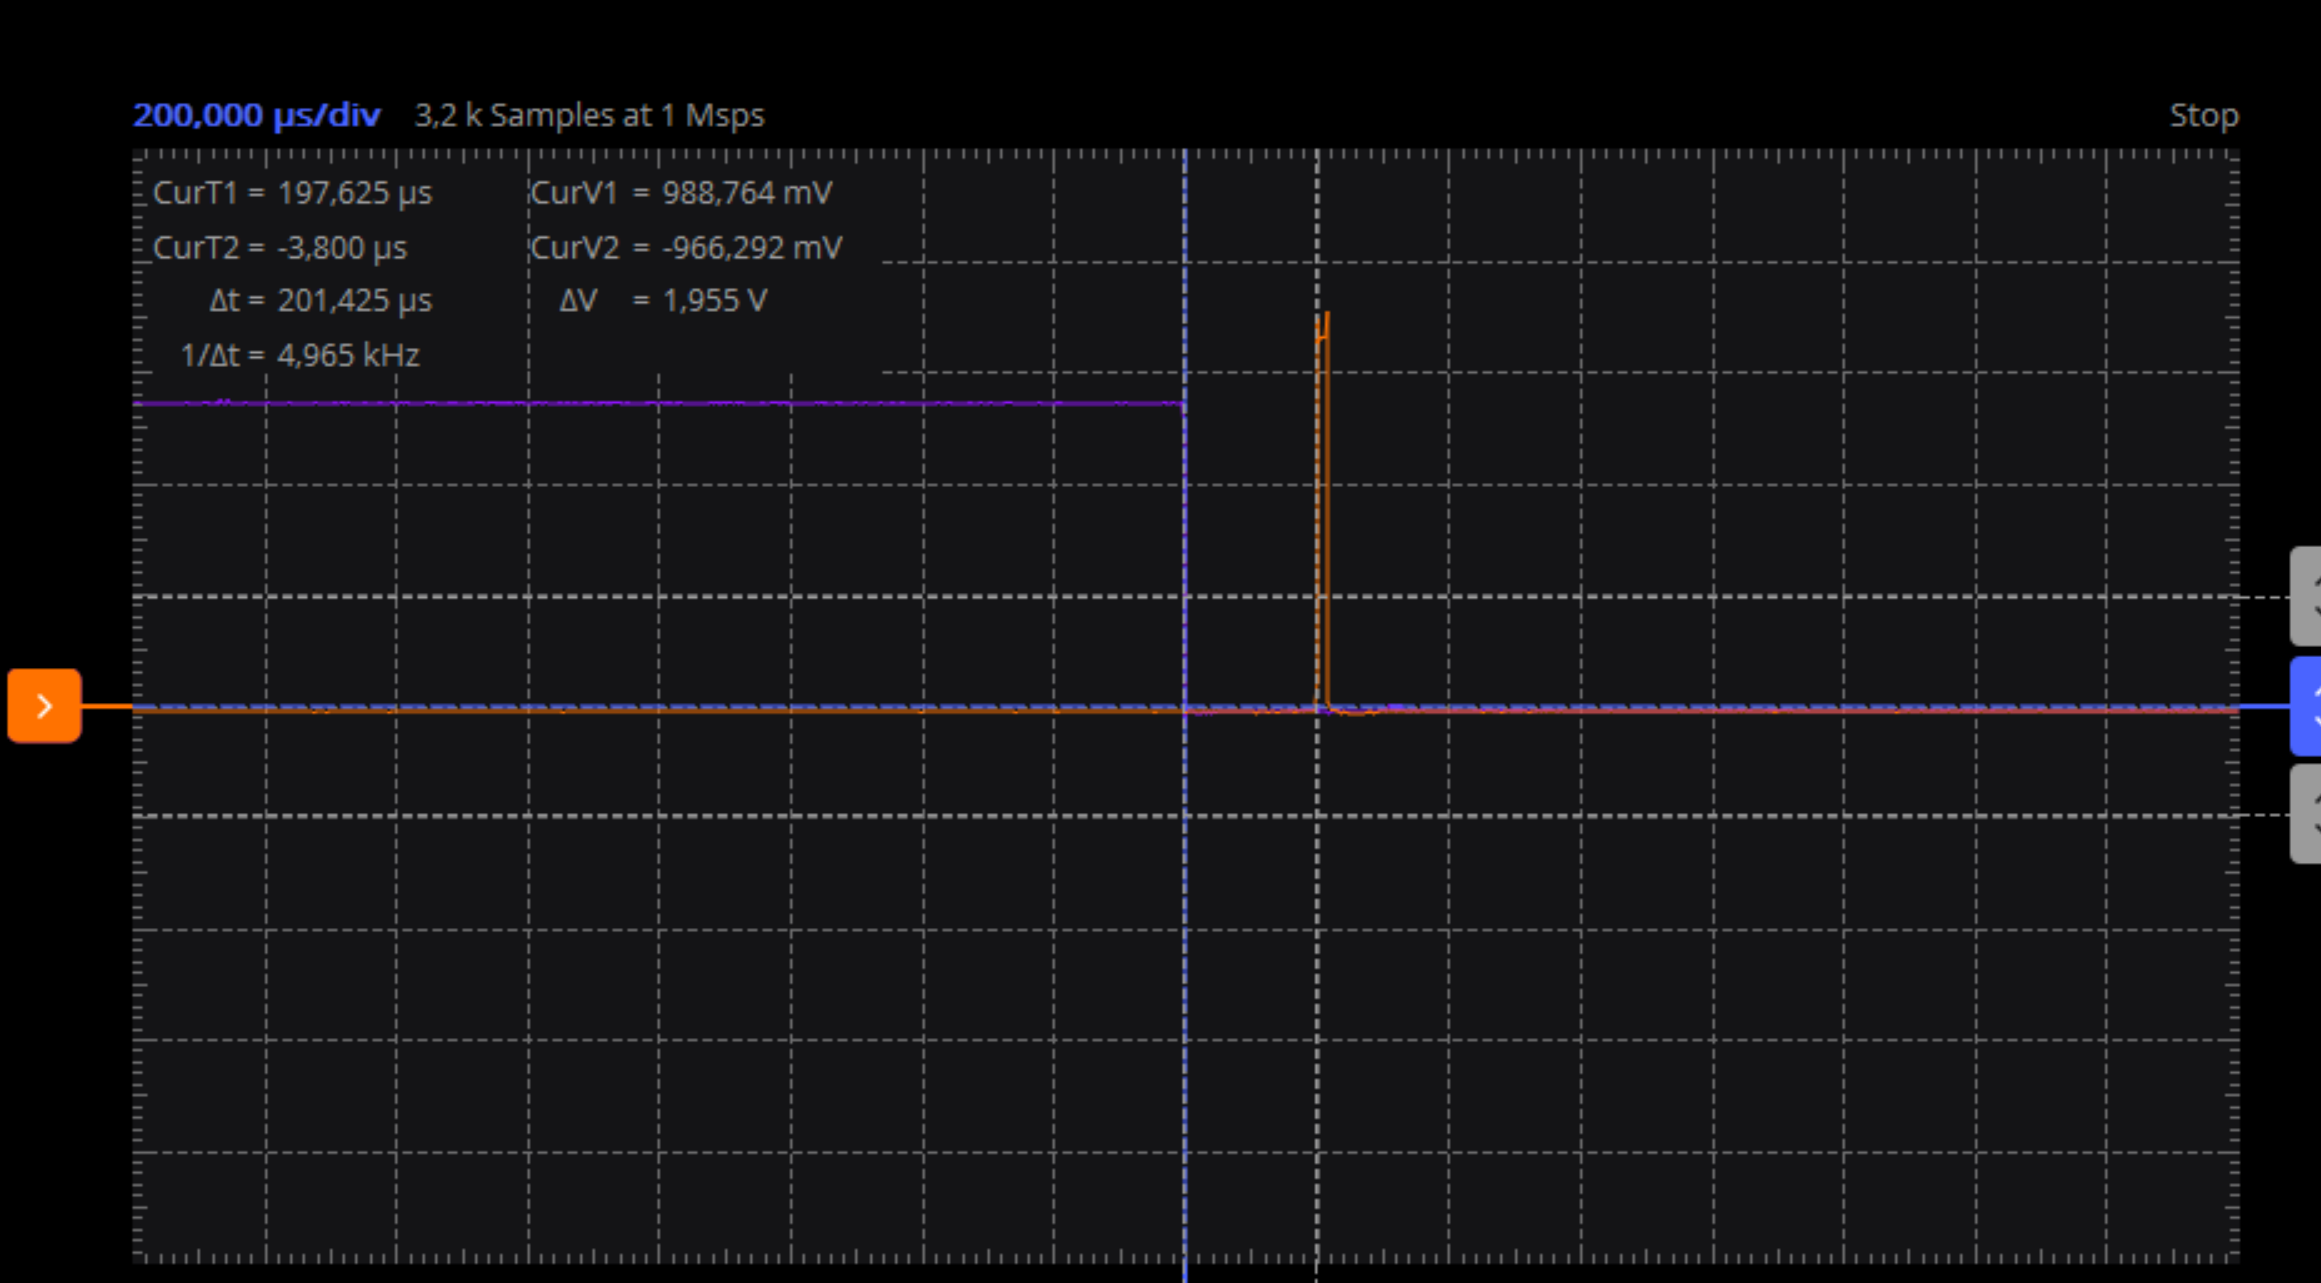 200,000 µs/div 3,2 k Samples at 1 Msps Stop
CurT1 = 197,625 µs CurV1 = 988,764 mV
CurT2 = -3,800 µs CurV2 = -966,292 mV
Δt = 201,425 µs ΔV = 1,955 V
1/Δt = 4,965 kHz